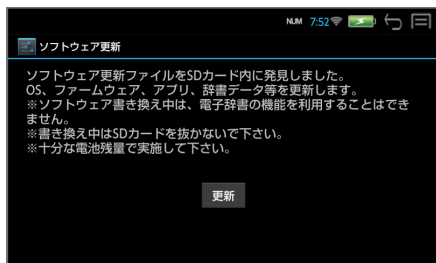 NUM 7:52
ソフトウェア更新
ソフトウェア更新ファイルをSDカード内に発見しました。
OS、ファームウェア、アプリ、辞書データ等を更新します。
※ソフトウェア書き換え中は、電子辞書の機能を利用することはでき
ません。
※書き換え中はSDカードを抜かないで下さい。
※十分な電池残量で実施して下さい。
更新